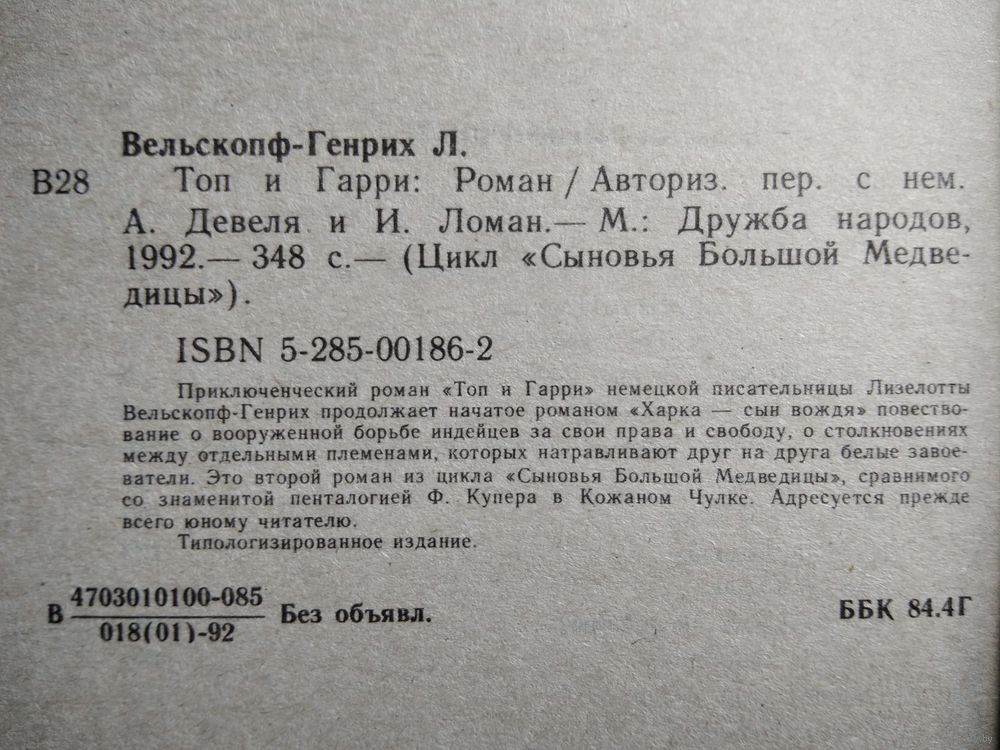 Вельскопф-Генрих Л.
В28 Топ и Гарри: Роман / Авториз. пер. с нем.
А. Девеля и И. Ломан.— М.: Дружба народов,
1992.— 348 с.— (Цикл «Сыновья Большой Медве-
дицы»).
ISBN 5-285-00186-2
Приключенческий роман «Топ и Гарри» немецкой писательницы Лизелотты
Вельскопф-Генрих продолжает начатое романом «Харка — сын вождя» повество-
вание о вооруженной борьбе индейцев за свои права и свободу, о столкновениях
между отдельными племенами, которых натравливают друг на друга белые завое-
ватели. Это второй роман из цикла «Сыновья Большой Медведицы», сравнимого
со знаменитой пенталогией Ф. Купера в Кожаном Чулке. Адресуется прежде
всего юному читателю.
Типологизированное издание.
В 4703010100-085 Без объявл.
018(01)-92
ББК 84.4Г